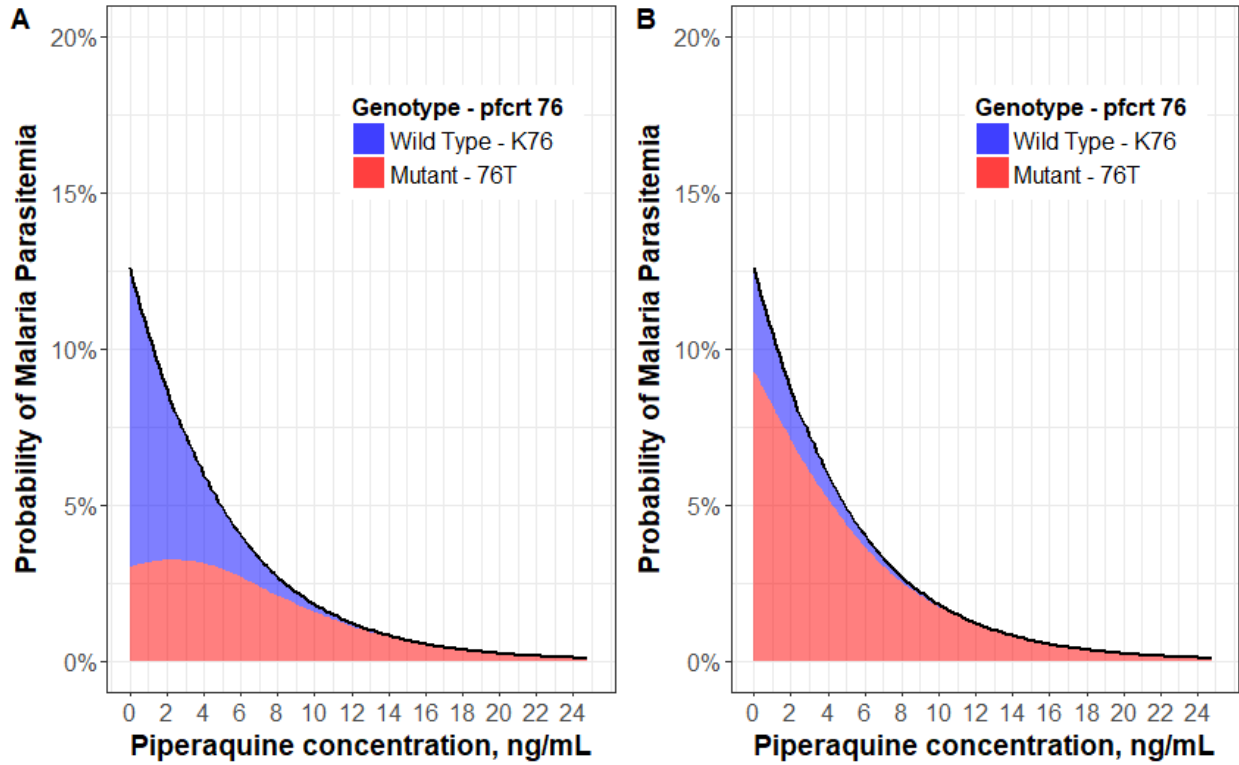 A
Probability of Malaria Parasitemia
20%
15%
10%
5%
0%
Genotype - pfcrt 76
Wild Type - K76
Mutant - 76T
0 2 4 6 8 10 12 14 16 18 20 22 24
Piperaquine concentration, ng/mL
B
Probability of Malaria Parasitemia
20%
15%
10%
5%
0%
Genotype - pfcrt 76
Wild Type - K76
Mutant - 76T
0 2 4 6 8 10 12 14 16 18 20 22 24
Piperaquine concentration, ng/mL